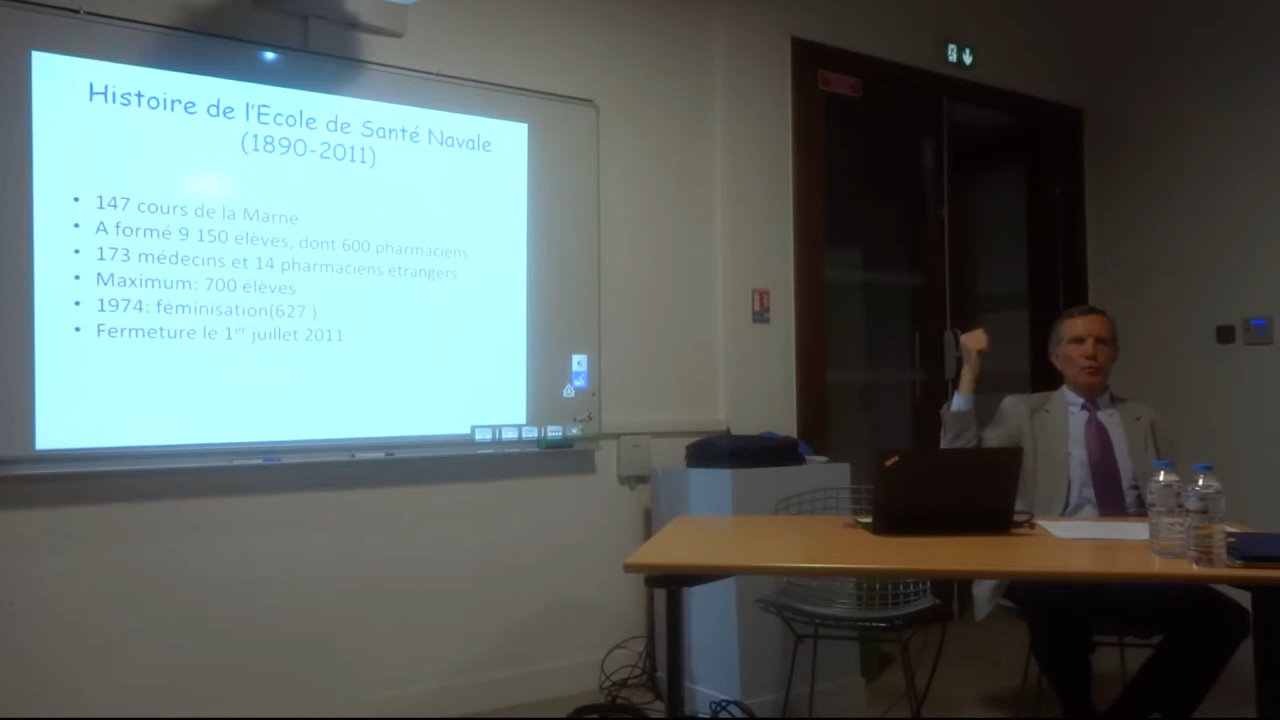 Histoire de l'Ecole de Santé Navale
(1890-2011)
• 147 cours de la Marne
• A formé 9 150 élèves, dont 600 pharmaciens
• 173 médecins et 14 pharmaciens étrangers
• Maximum: 700 élèves
• 1974: féminisation(627 )
• Fermeture le 1er juillet 2011